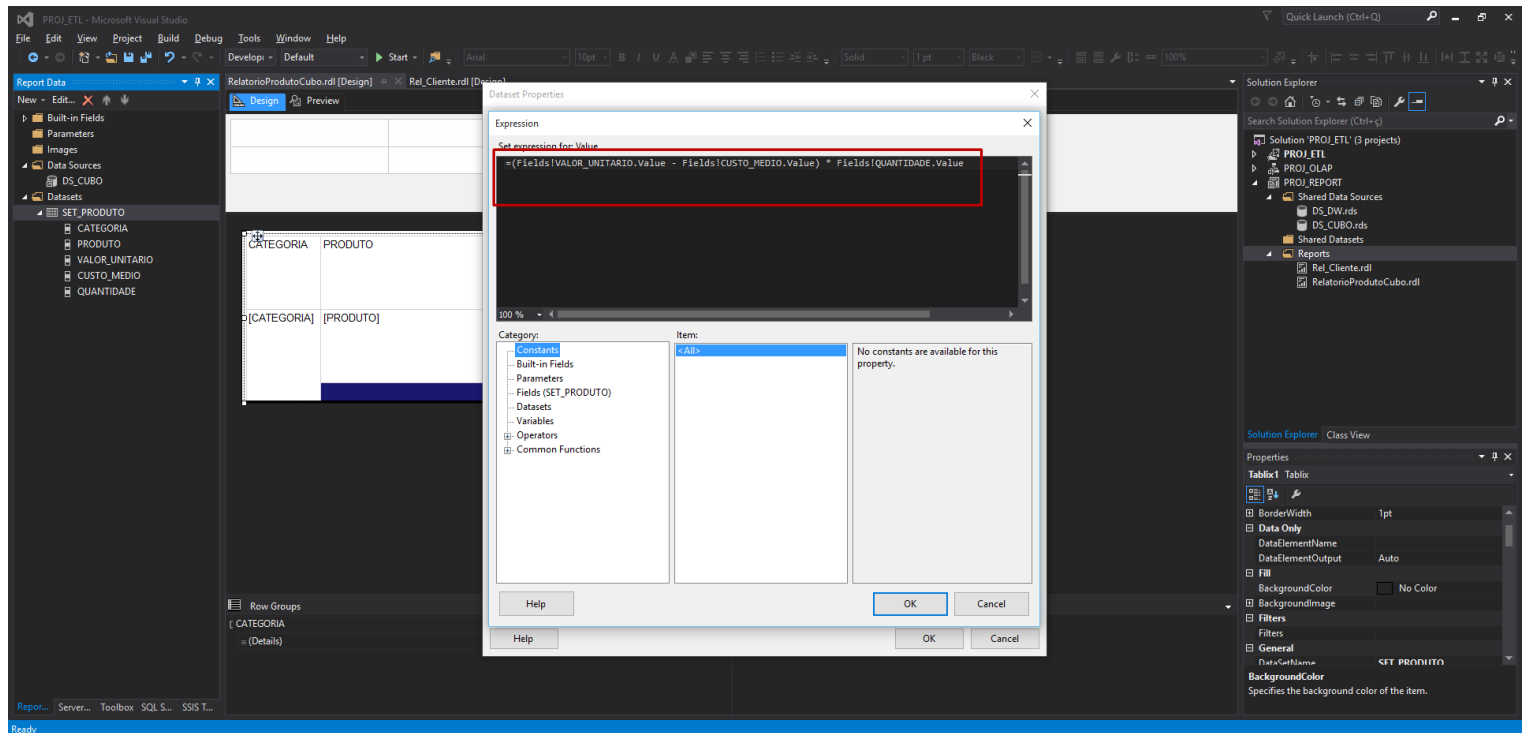 PROJ_ETL - Microsoft Visual Studio
Quick Launch (Ctrl+Q)
File Edit View Project Build Debug Tools Window Help
Developi Default Start Arial 10pt B I U A Solid 1 pt Black 100%
Report Data
New Edit...
Built-in Fields
Parameters
Images
Data Sources
DS_CUBO
Datasets
SET_PRODUTO
CATEGORIA
PRODUTO
VALOR_UNITARIO
CUSTO_MEDIO
QUANTIDADE
Repor... Server... Toolbox SQL S... SSIS T...
RelatorioProdutoCubo.rdl [Design] Rel_Cliente.rdl [Design]
Design Preview
CATEGORIA PRODUTO
[CATEGORIA] [PRODUTO]
Row Groups
[ CATEGORIA
(Details)
Dataset Properties
Expression
Set expression for: Value
=(Fields!VALOR_UNITARIO.Value - Fields!CUSTO_MEDIO.Value) * Fields!QUANTIDADE.Value
100 %
Category:
Constants
Built-in Fields
Parameters
Fields (SET_PRODUTO)
Datasets
Variables
Operators
Common Functions
Item:
<All>
No constants are available for this
property.
Help OK Cancel
Help OK Cancel
Solution Explorer
Search Solution Explorer (Ctrl+ç)
Solution 'PROJ_ETL' (3 projects)
PROJ_ETL
PROJ_OLAP
PROJ_REPORT
Shared Data Sources
DS_DW.rds
DS_CUBO.rds
Shared Datasets
Reports
Rel_Cliente.rdl
RelatorioProdutoCubo.rdl
Solution Explorer Class View
Properties
Tablix1 Tablix
BorderWidth 1pt
Data Only
DataElementName
DataElementOutput Auto
Fill
BackgroundColor No Color
BackgroundImage
Filters
Filters
General
DataSetName SET_PRODUTO
BackgroundColor
Specifies the background color of the item.
Ready